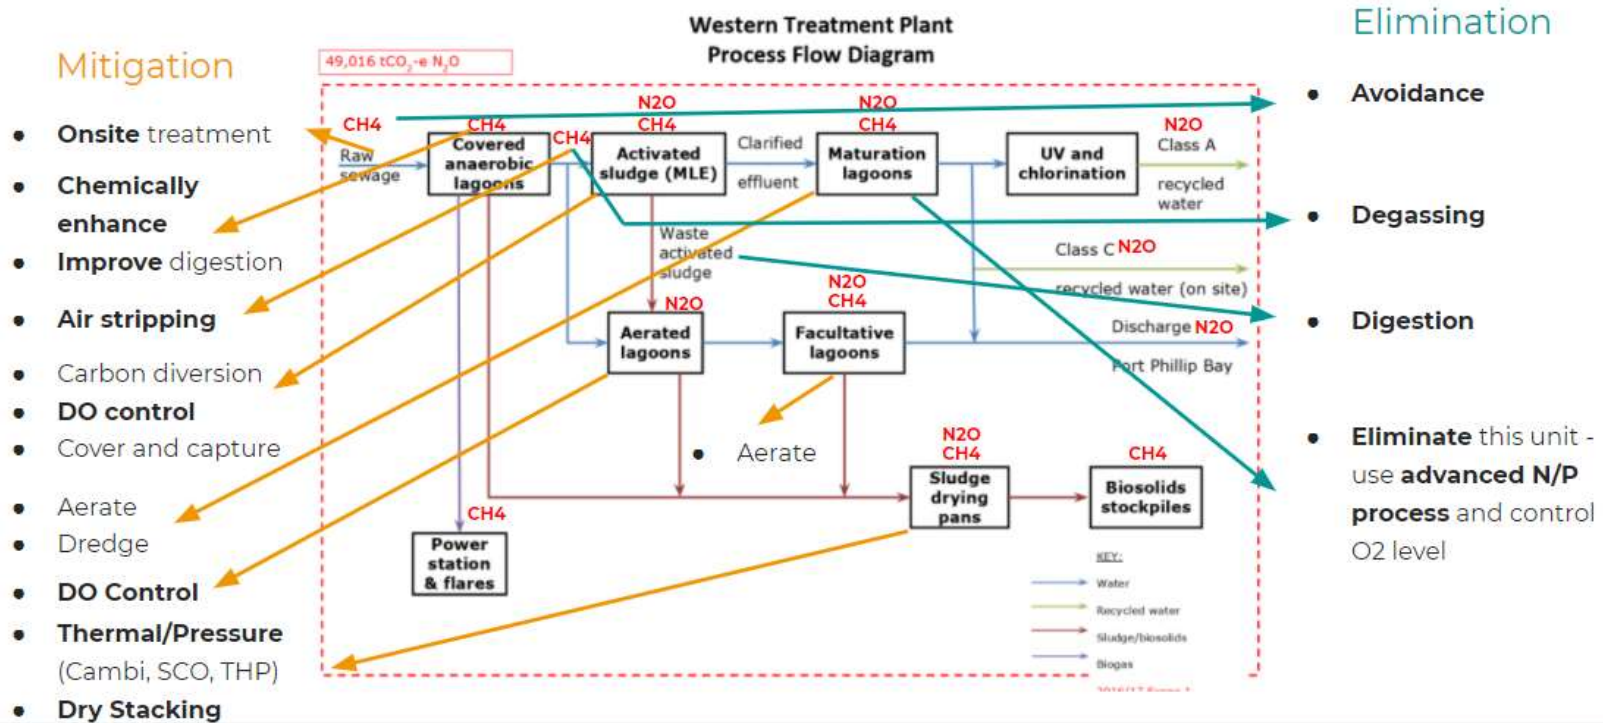 Western Treatment Plant
Process Flow Diagram
Elimination
Mitigation
49,016 tCO2-e N2O
• Onsite treatment
• Chemically
enhance
• Improve digestion
• Air stripping
• Carbon diversion
• DO control
• Cover and capture
• Aerate
• Dredge
• DO Control
• Thermal/Pressure
(Cambi, SCO, THP)
• Dry Stacking
CH4
Raw
sewage
CH4
Covered
anaerobic
lagoons
CH4
N2O
CH4
Activated
sludge (MLE)
Clarified
effluent
N2O
CH4
Maturation
lagoons
UV and
chlorination
N2O
Class A
recycled
water
Waste
activated
sludge
Class C N2O
recycled water (on site)
N2O
Aerated
lagoons
N2O
CH4
Facultative
lagoons
Discharge N2O
Port Phillip Bay
• Aerate
N2O
CH4
Sludge
drying
pans
CH4
Biosolids
stockpiles
CH4
Power
station
& flares
KEY:
Water
Recycled water
Sludge/biosolids
Biogas
• Avoidance
• Degassing
• Digestion
• Eliminate this unit -
use advanced N/P
process and control
O2 level